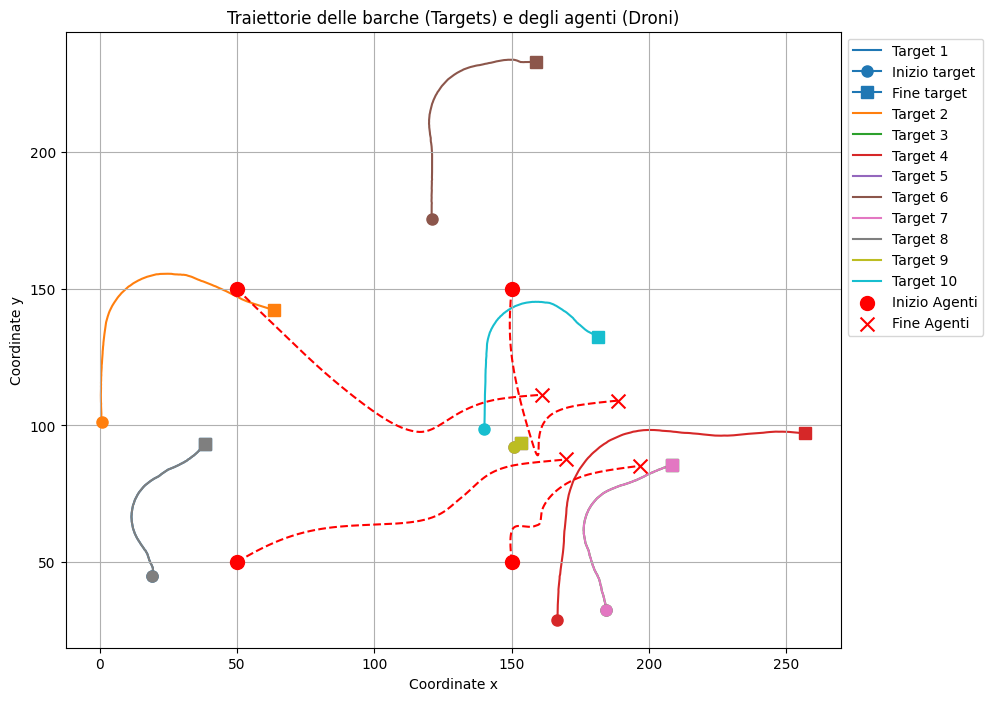 Traiettorie delle barche (Targets) e degli agenti (Droni)
Target 1
Inizio target
Fine target
Target 2
Target 3
Target 4
Target 5
Target 6
Target 7
Target 8
Target 9
Target 10
Inizio Agenti
Fine Agenti
Coordinate y
200
150
100
50
0 50 100 150 200 250
Coordinate x